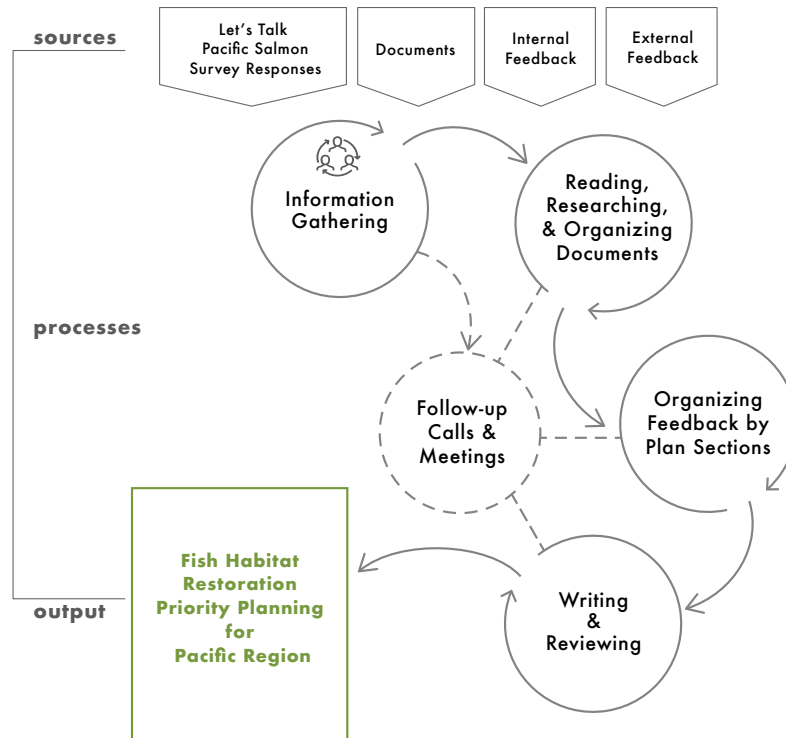 sources
Let's Talk
Pacific Salmon
Survey Responses
Documents
Internal
Feedback
External
Feedback
Information
Gathering
Reading,
Researching,
& Organizing
Documents
processes
Follow-up
Calls &
Meetings
Organizing
Feedback by
Plan Sections
output
Fish Habitat
Restoration
Priority Planning
for
Pacific Region
Writing
&
Reviewing